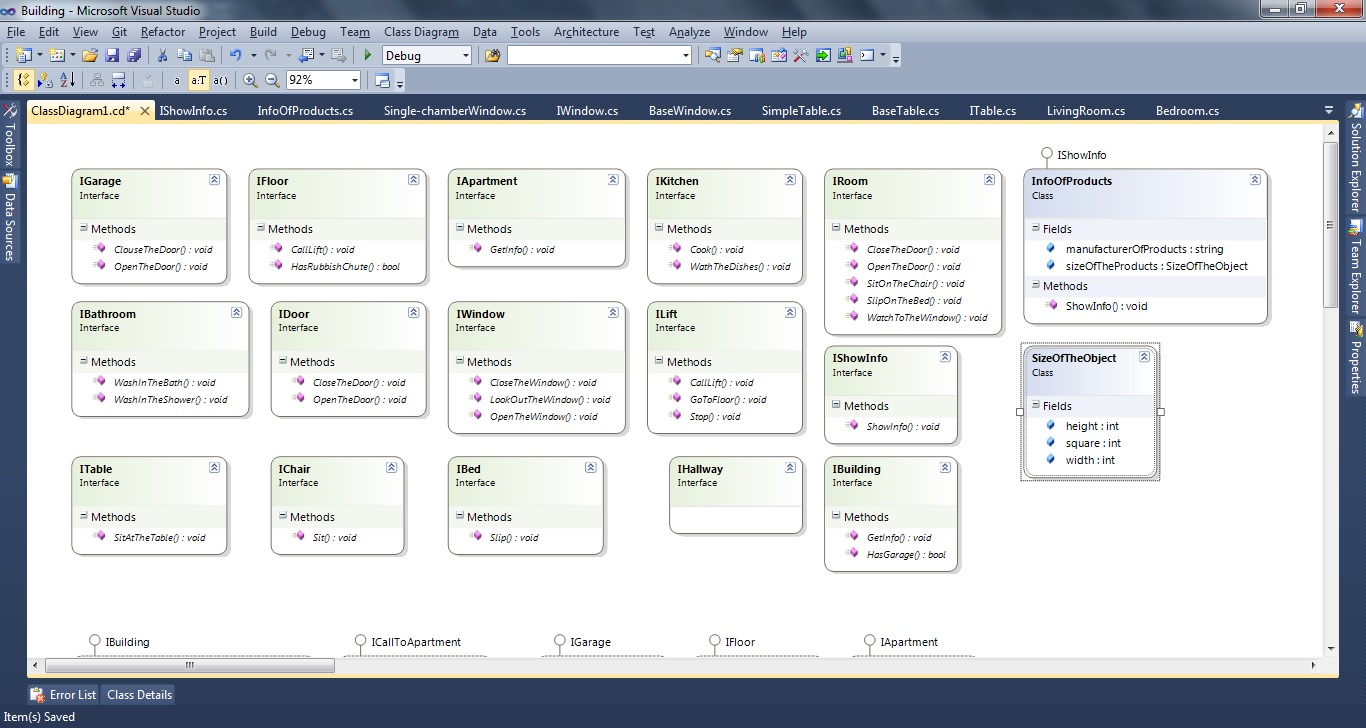 Building - Microsoft Visual Studio
File Edit View Git Refactor Project Build Debug Team Class Diagram Data Tools Architecture Test Analyze Window Help
Debug
a a:T a() 92%
ClassDiagram1.cd* IShowInfo.cs InfoOfProducts.cs Single-chamberWindow.cs IWindow.cs BaseWindow.cs SimpleTable.cs BaseTable.cs ITable.cs LivingRoom.cs Bedroom.cs
Toolbox
Data Sources
Solution Explorer
Team Explorer
Properties
IGarage
Interface
Methods
ClouseTheDoor() : void
OpenTheDoor() : void
IFloor
Interface
Methods
CallLift() : void
HasRubbishChute() : bool
IApartment
Interface
Methods
GetInfo() : void
IKitchen
Interface
Methods
Cook() : void
WathTheDishes() : void
IRoom
Interface
Methods
CloseTheDoor() : void
OpenTheDoor() : void
SitOnTheChair() : void
SlipOnTheBed() : void
WatchToTheWindow() : void
IShowInfo
InfoOfProducts
Class
Fields
manufacturerOfProducts : string
sizeOfTheProducts : SizeOfTheObject
Methods
ShowInfo() : void
IBathroom
Interface
Methods
WashInTheBath() : void
WashInTheShower() : void
IDoor
Interface
Methods
CloseTheDoor() : void
OpenTheDoor() : void
IWindow
Interface
Methods
CloseTheWindow() : void
LookOutTheWindow() : void
OpenTheWindow() : void
ILift
Interface
Methods
CallLift() : void
GoToFloor() : void
Stop() : void
IShowInfo
Interface
Methods
ShowInfo() : void
SizeOfTheObject
Class
Fields
height : int
square : int
width : int
ITable
Interface
Methods
SitAtTheTable() : void
IChair
Interface
Methods
Sit() : void
IBed
Interface
Methods
Slip() : void
IHallway
Interface
IBuilding
Interface
Methods
GetInfo() : void
HasGarage() : bool
IBuilding ICallToApartment IGarage IFloor IApartment
Error List Class Details
Item(s) Saved